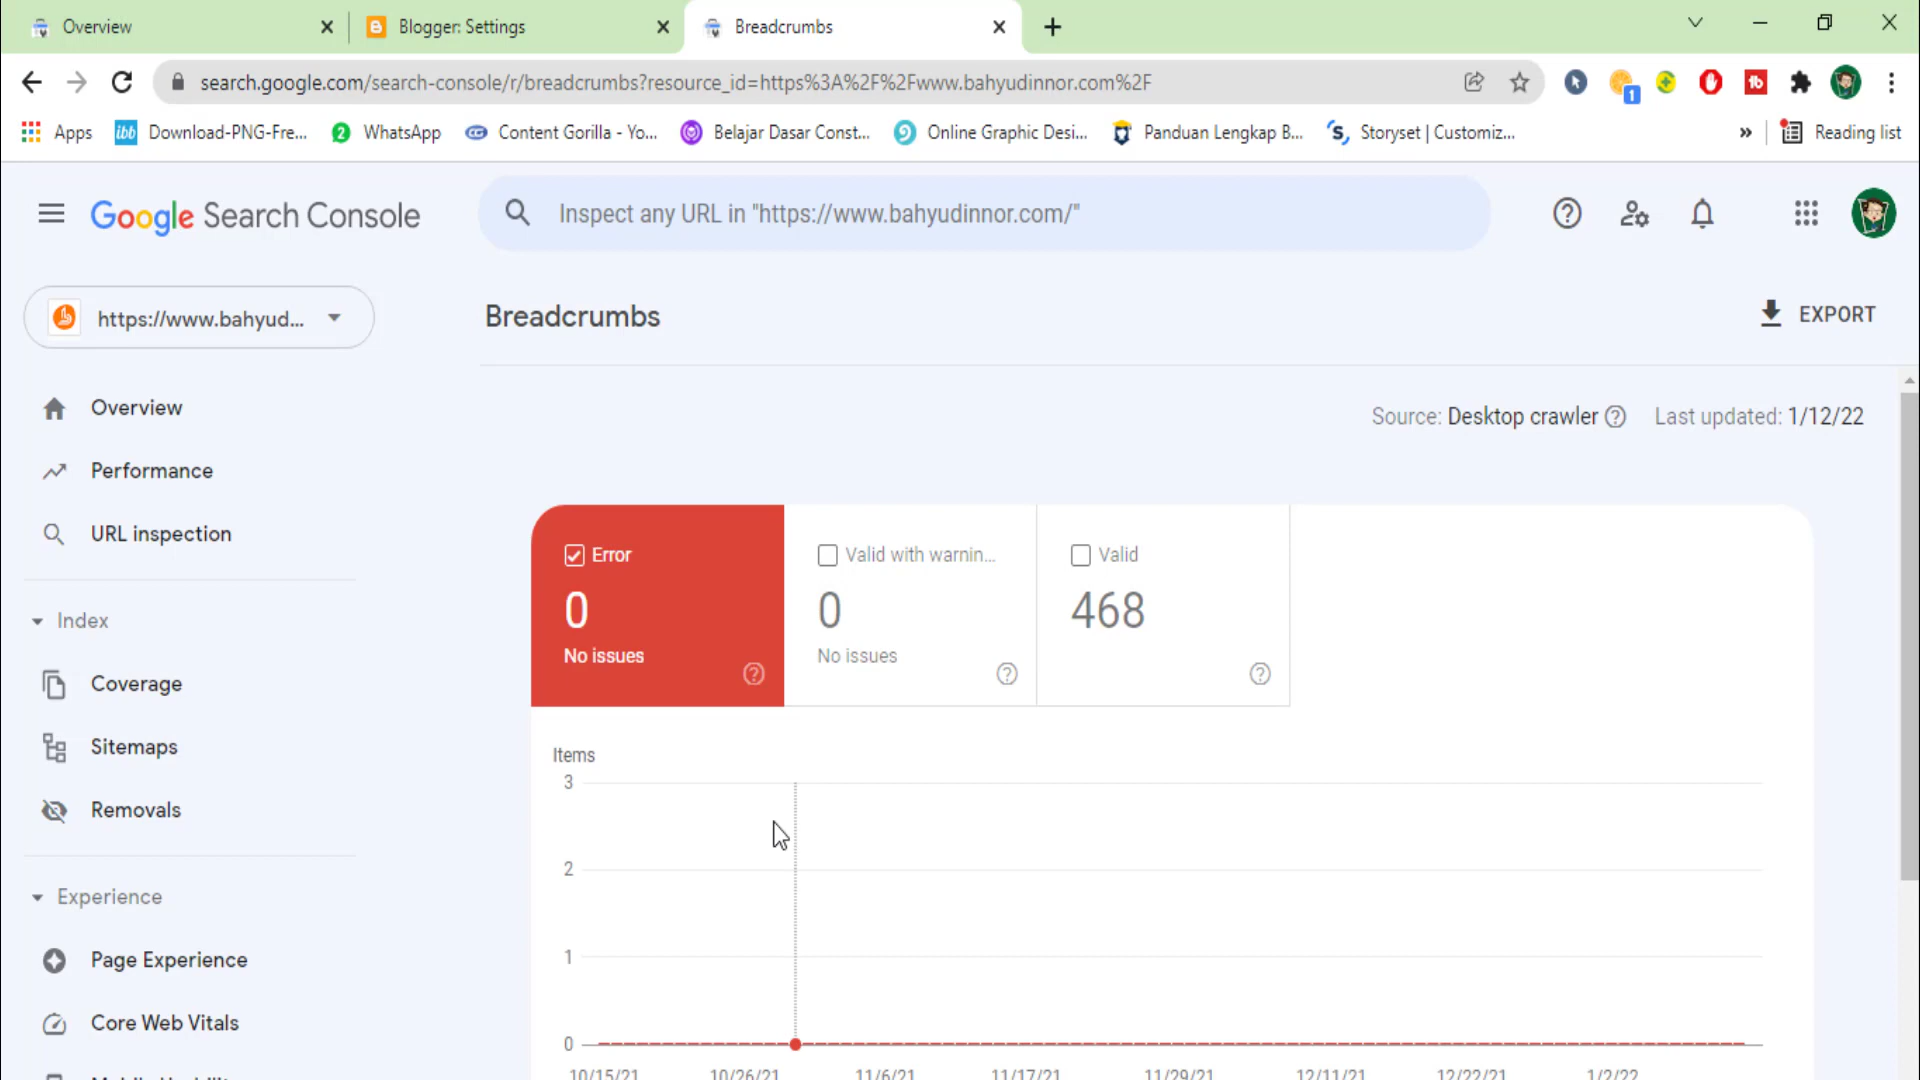 Overview
Blogger: Settings
Breadcrumbs
search.google.com/search-console/r/breadcrumbs?resource_id=https%3A%2F%2Fwww.bahyudinnor.com%2F
1
Apps
ibb
Download-PNG-Fre...
2
WhatsApp
Content Gorilla - Yo...
Belajar Dasar Const...
Online Graphic Desi...
Panduan Lengkap B...
Storyset | Customiz...
»
Reading list
Google Search Console
Inspect any URL in "https://www.bahyudinnor.com/"
https://www.bahyud...
Breadcrumbs
EXPORT
Overview
Performance
URL inspection
Index
Coverage
Sitemaps
Removals
Experience
Page Experience
Core Web Vitals
Source: Desktop crawler
Last updated: 1/12/22
Error
0
No issues
Valid with warnin...
0
No issues
Valid
468
Items
3
2
1
0
10/15/21 10/26/21 11/6/21 11/17/21 11/29/21 12/11/21 12/22/21 1/2/22